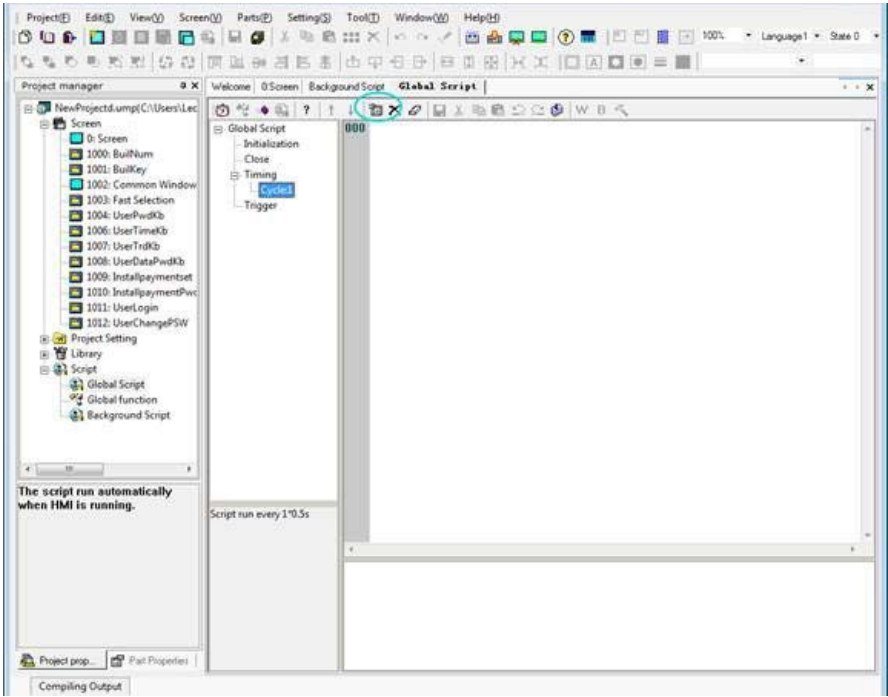 Project(F) Edit(E) View(V) Screen(V) Parts(P) Setting(S) Tool(T) Window(W) Help(H)
100% Language1 State 0
Project manager
Welcome 0:Screen Background Script Global Script
NewProjectd.ump(C:\Users\Lec
Screen
0: Screen
1000: BuilNum
1001: BuilKey
1002: Common Window
1003: Fast Selection
1004: UserPwdKb
1006: UserTimeKb
1007: UserTrdKb
1008: UserDataPwdKb
1009: Installpaymentset
1010: InstallpaymentPwd
1011: UserLogin
1012: UserChangePSW
Project Setting
Library
Script
Global Script
Global function
Background Script
W B
Global Script
Initialization
Close
Timing
Cycle1
Trigger
000
The script run automatically
when HMI is running.
Script run every 1*0.5s
Project prop... Part Properties
Compiling Output